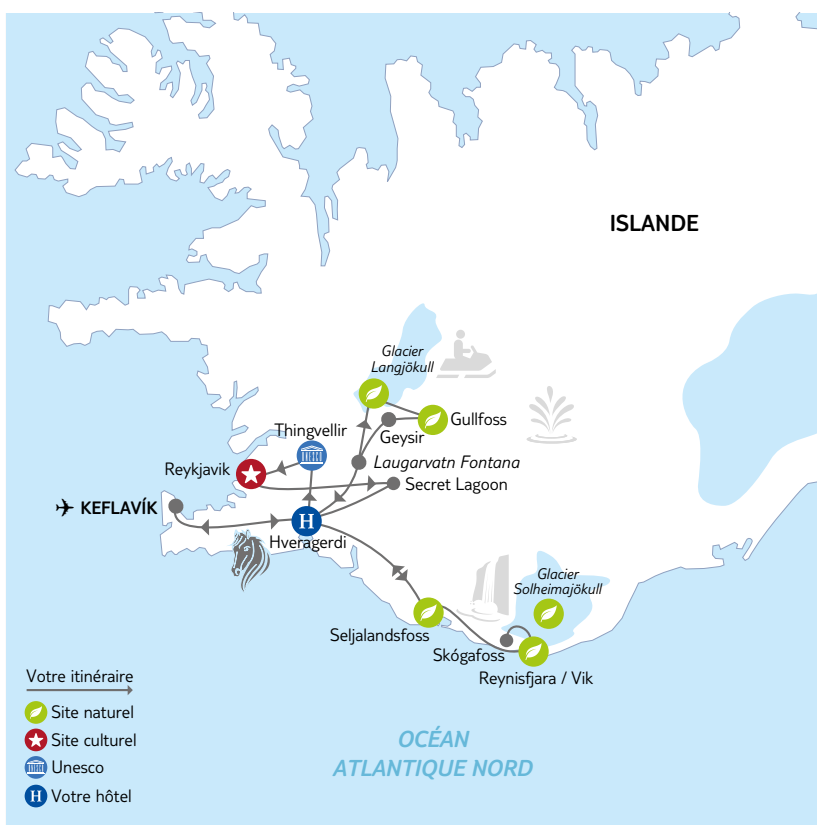 ISLANDE
Glacier
Langjökull
Gullfoss
Geysir
Thingvellir
UNESCO
Laugarvatn Fontana
Reykjavik
Secret Lagoon
KEFLAVÍK
H
Hveragerdi
Glacier
Solheimajökull
Seljalandsfoss
Skógafoss
Reynisfjara / Vik
Votre itinéraire
Site naturel
Site culturel
Unesco
H
Votre hôtel
OCÉAN
ATLANTIQUE NORD